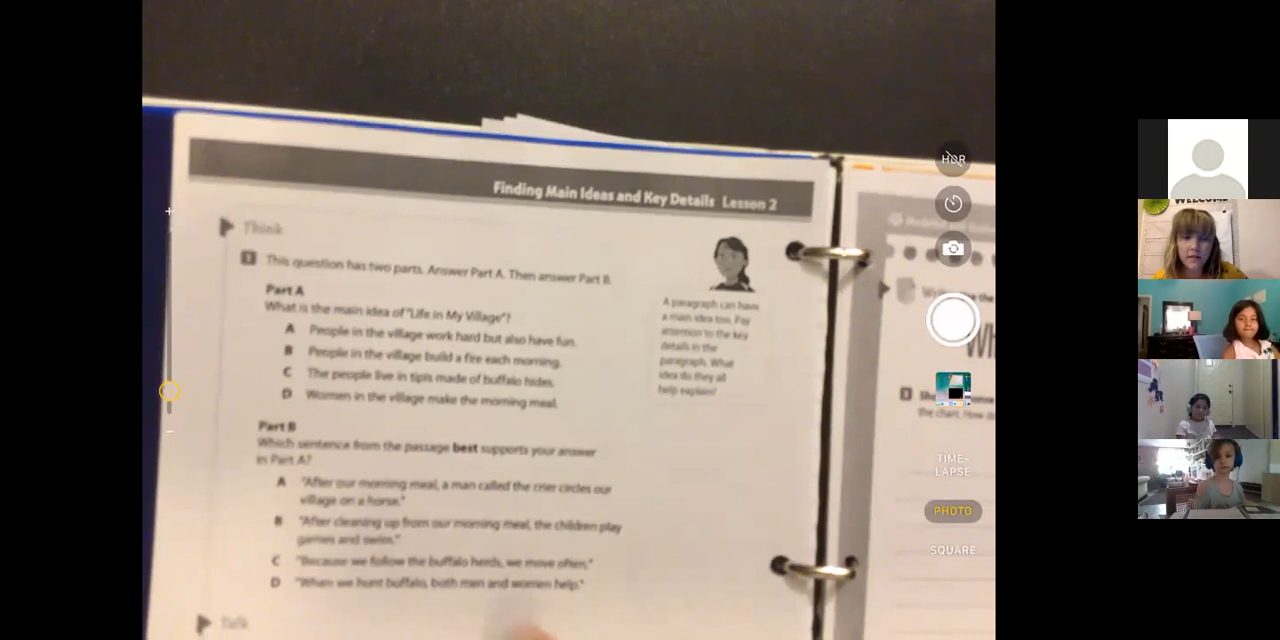 Finding Main Ideas and Key Details Lesson 2
Think
1 This question has two parts. Answer Part A. Then answer Part B.
Part A
What is the main idea of "Life in My Village"?
A People in the village work hard but also have fun.
B People in the village build a fire each morning.
C The people live in tipis made of buffalo hides.
D Women in the village make the morning meal.
A paragraph can have
a main idea too. Pay
attention to the key
details in the
paragraph. What
idea do they all
help explain?
Part B
Which sentence from the passage best supports your answer
in Part A?
A "After our morning meal, a man called the crier circles our
village on a horse."
B "After cleaning up from our morning meal, the children play
games and swim."
C "Because we follow the buffalo herds, we move often."
D "When we hunt buffalo, both men and women help."
Talk
the
3
the chart. How
HDR
TIME-
LAPSE
PHOTO
SQUARE
WELCOME